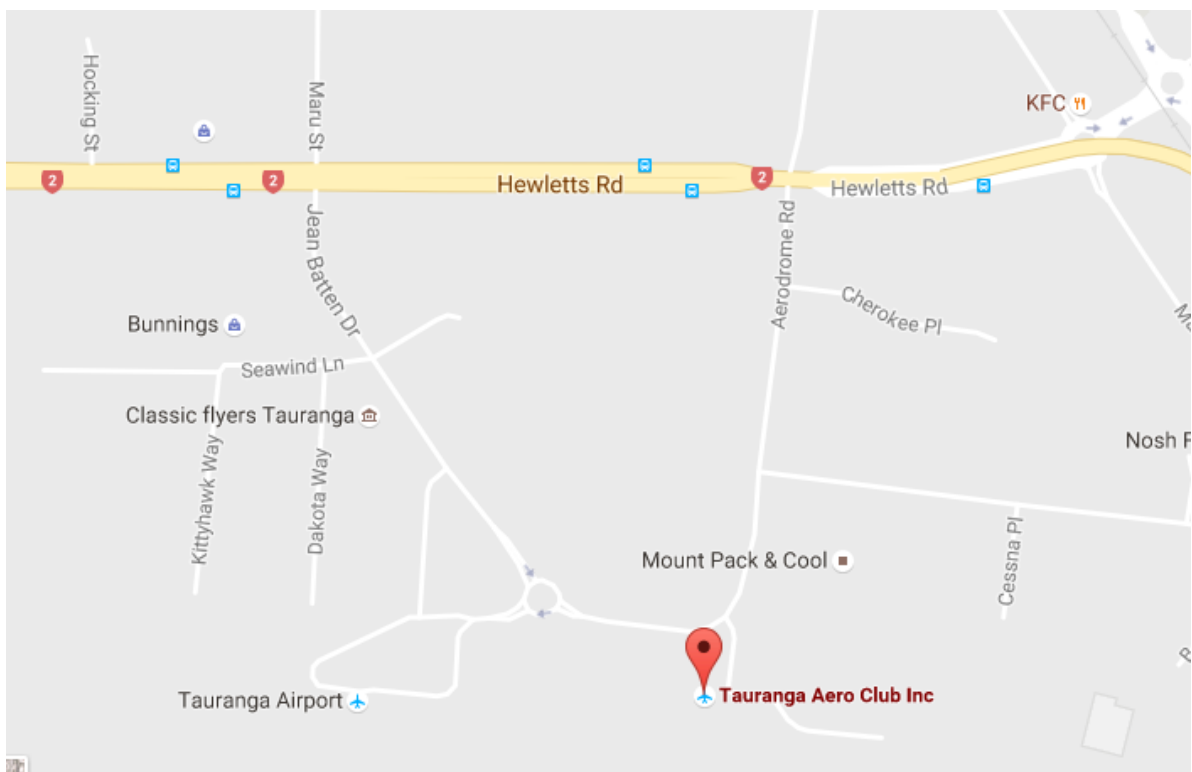 Hocking St
Maru St
KFC
2
2
Hewletts Rd
2
Hewletts Rd
Jean Batten Dr
Aerodrome Rd
Cherokee Pl
Bunnings
Seawind Ln
Classic flyers Tauranga
Kittyhawk Way
Dakota Way
Nosh
Mount Pack & Cool
Cessna Pl
Tauranga Airport
Tauranga Aero Club Inc